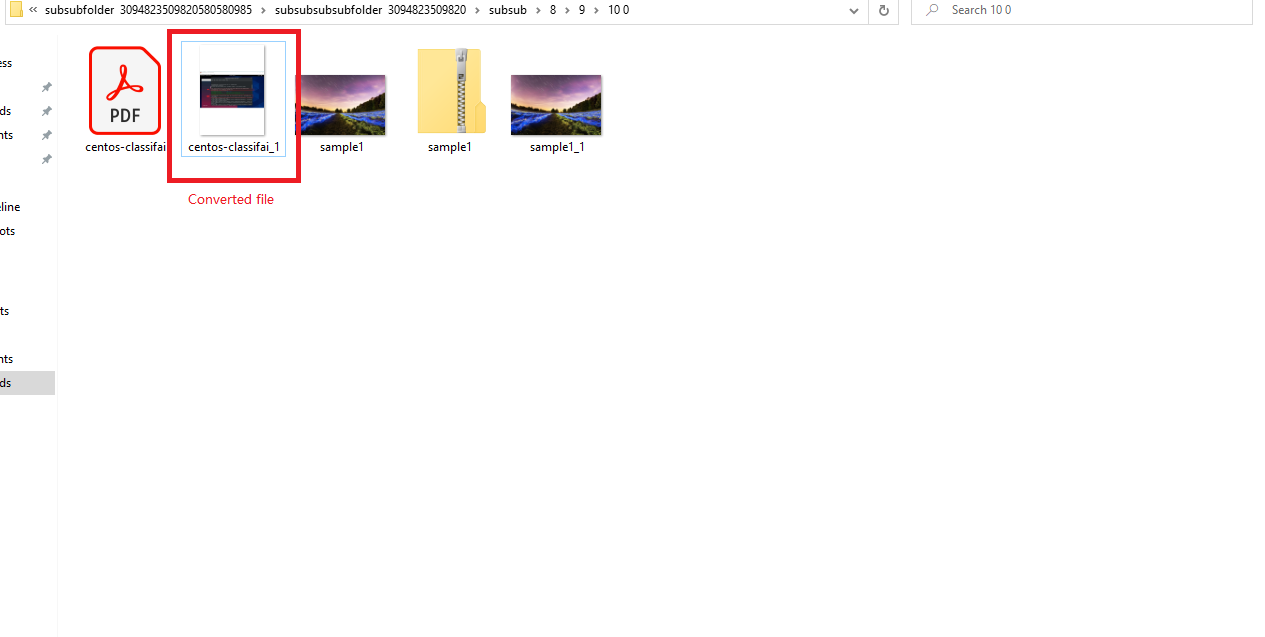 « subsubfolder 3094823509820580580985 › subsubsubsubfolder 3094823509820 › subsub › 8 › 9 › 10 0
Search 10 0
ess
ds
nts
eline
ots
ts
nts
ds
PDF
centos-classifai
centos-classifai_1
sample1
sample1
sample1_1
Converted file